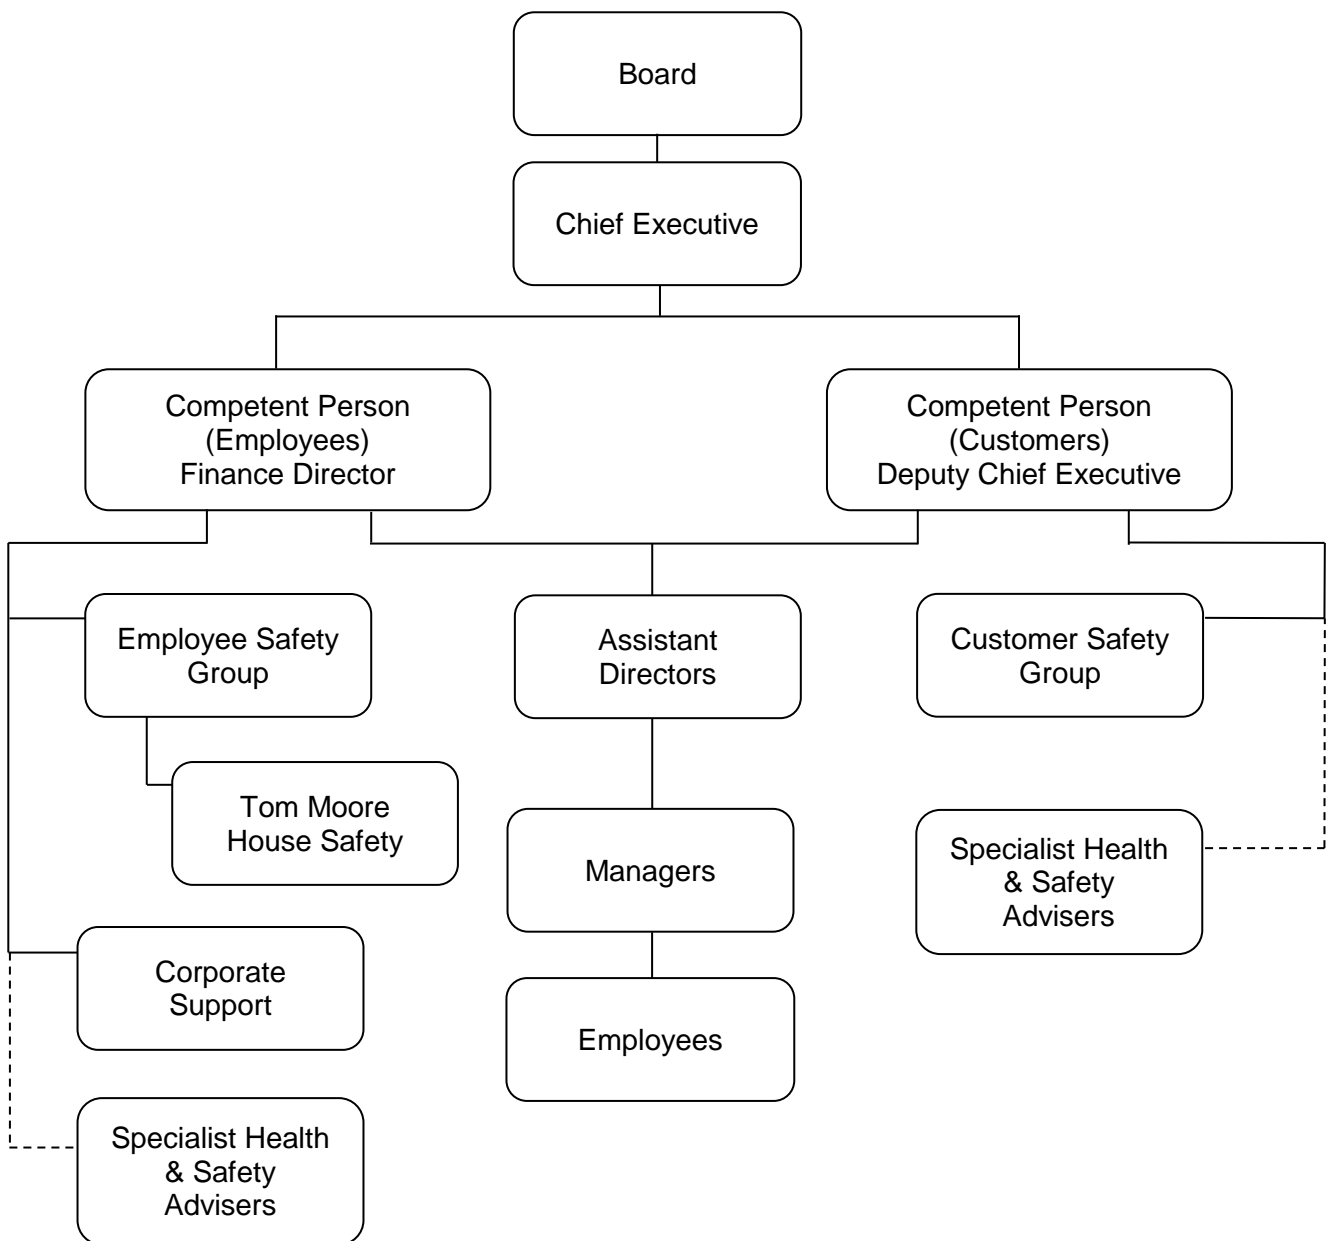 Board
Chief Executive
Competent Person
(Employees)
Finance Director
Competent Person
(Customers)
Deputy Chief Executive
Employee Safety
Group
Assistant
Directors
Customer Safety
Group
Tom Moore
House Safety
Managers
Specialist Health
& Safety
Advisers
Corporate
Support
Employees
Specialist Health
& Safety
Advisers